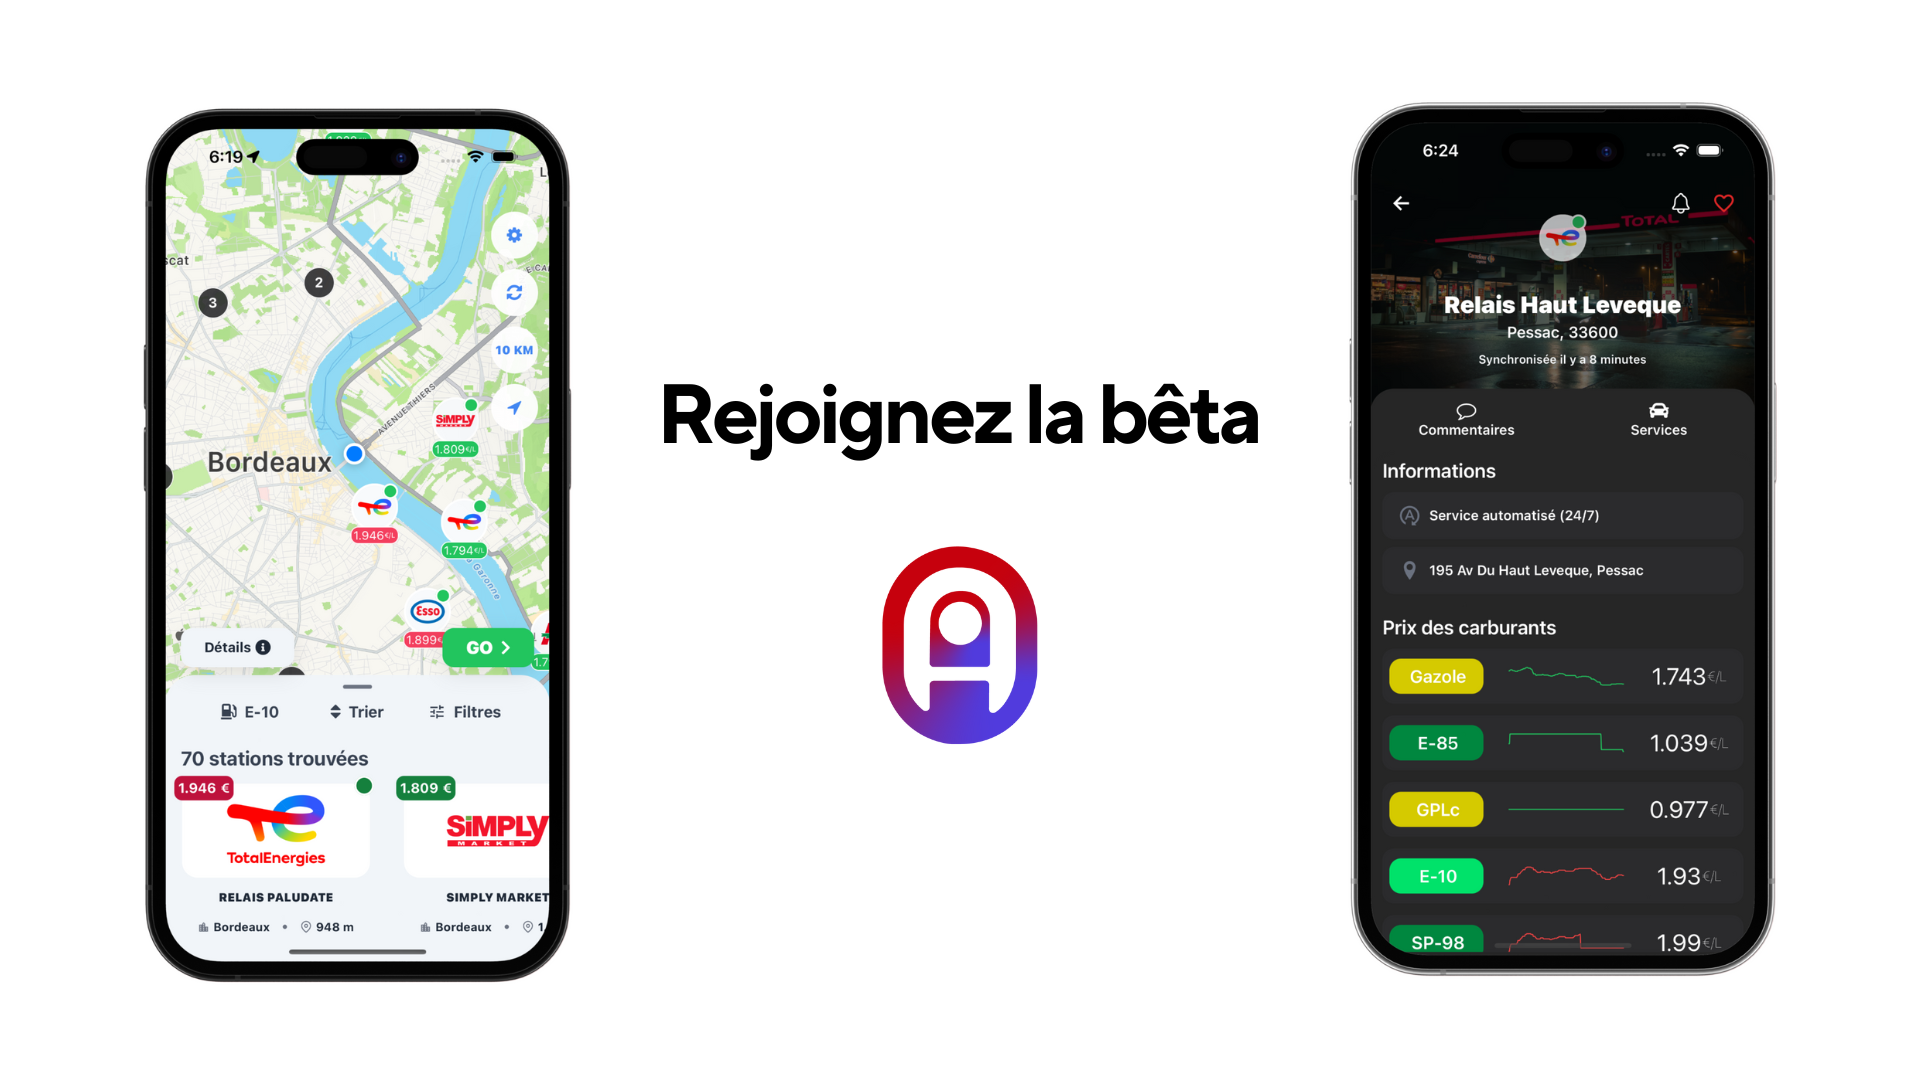 6:19
scat
3
2
E CA
10 KM
AVENUE THIERS
SiMPLY
MARKET
1.809€/L
Bordeaux
1.946€/L
1.794€/L
Garonne
Esso
1.899€
1.7
Détails
GO
E-10
Trier
Filtres
70 stations trouvées
1.946 €
1.809 €
TotalEnergies
SiMPLY
MARKET
RELAIS PALUDATE
SIMPLY MARKET
Bordeaux • 948 m
Bordeaux • 1
Rejoignez la bêta
6:24
TOTAL
Relais Haut Leveque
Pessac, 33600
Synchronisée il y a 8 minutes
Commentaires
Services
Informations
Service automatisé (24/7)
195 Av Du Haut Leveque, Pessac
Prix des carburants
Gazole 1.743€/L
E-85 1.039€/L
GPLc 0.977€/L
E-10 1.93€/L
SP-98 1.99€/L